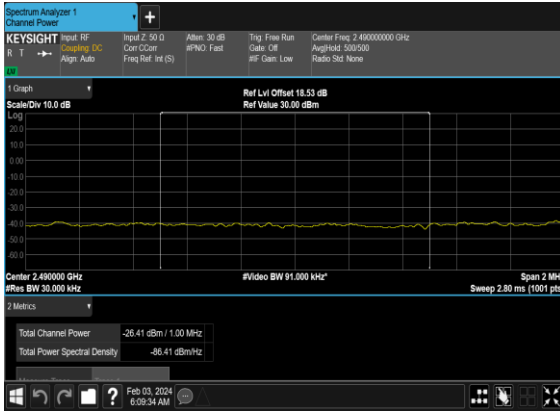 Spectrum Analyzer 1
Channel Power
+
KEYSIGHT
R T
Input: RF
Coupling: DC
Align: Auto
Input Z: 50 Ω
Corr CCorr
Freq Ref: Int (S)
Atten: 30 dB
#PNO: Fast
Trig: Free Run
Gate: Off
#IF Gain: Low
Center Freq: 2.490000000 GHz
Avg|Hold: 500/500
Radio Std: None
1 Graph
Scale/Div 10.0 dB
Ref Lvl Offset 18.53 dB
Ref Value 30.00 dBm
Log
20.0
10.0
0.00
-10.0
-20.0
-30.0
-40.0
-50.0
-60.0
Center 2.490000 GHz
#Video BW 91.000 kHz*
Span 2 MH
#Res BW 30.000 kHz
Sweep 2.80 ms (1001 pts
2 Metrics
Total Channel Power -26.41 dBm / 1.00 MHz
Total Power Spectral Density -86.41 dBm/Hz
?
Feb 03, 2024
6:09:34 AM